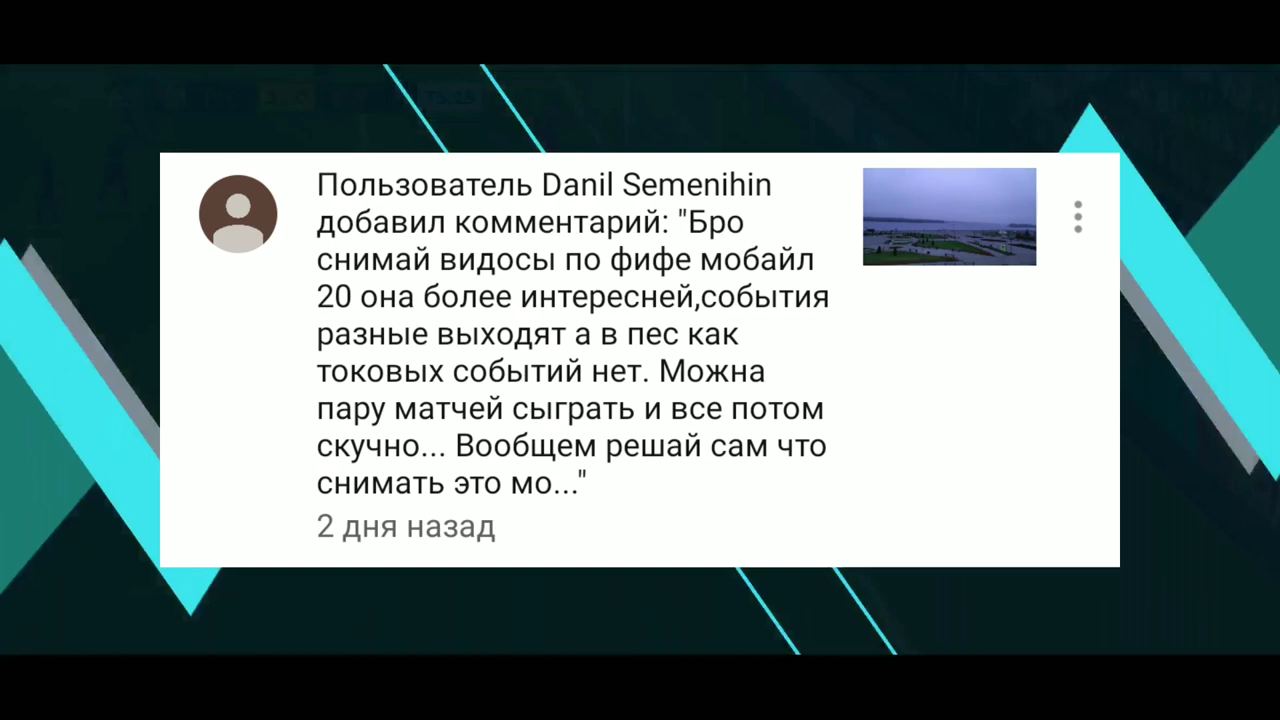 Пользователь Danil Semenihin
добавил комментарий: "Бро
снимай видосы по фифе мобайл
20 она более интересней,события
разные выходят а в пес как
токовых событий нет. Можна
пару матчей сыграть и все потом
скучно... Вообщем решай сам что
снимать это мо..."
2 дня назад